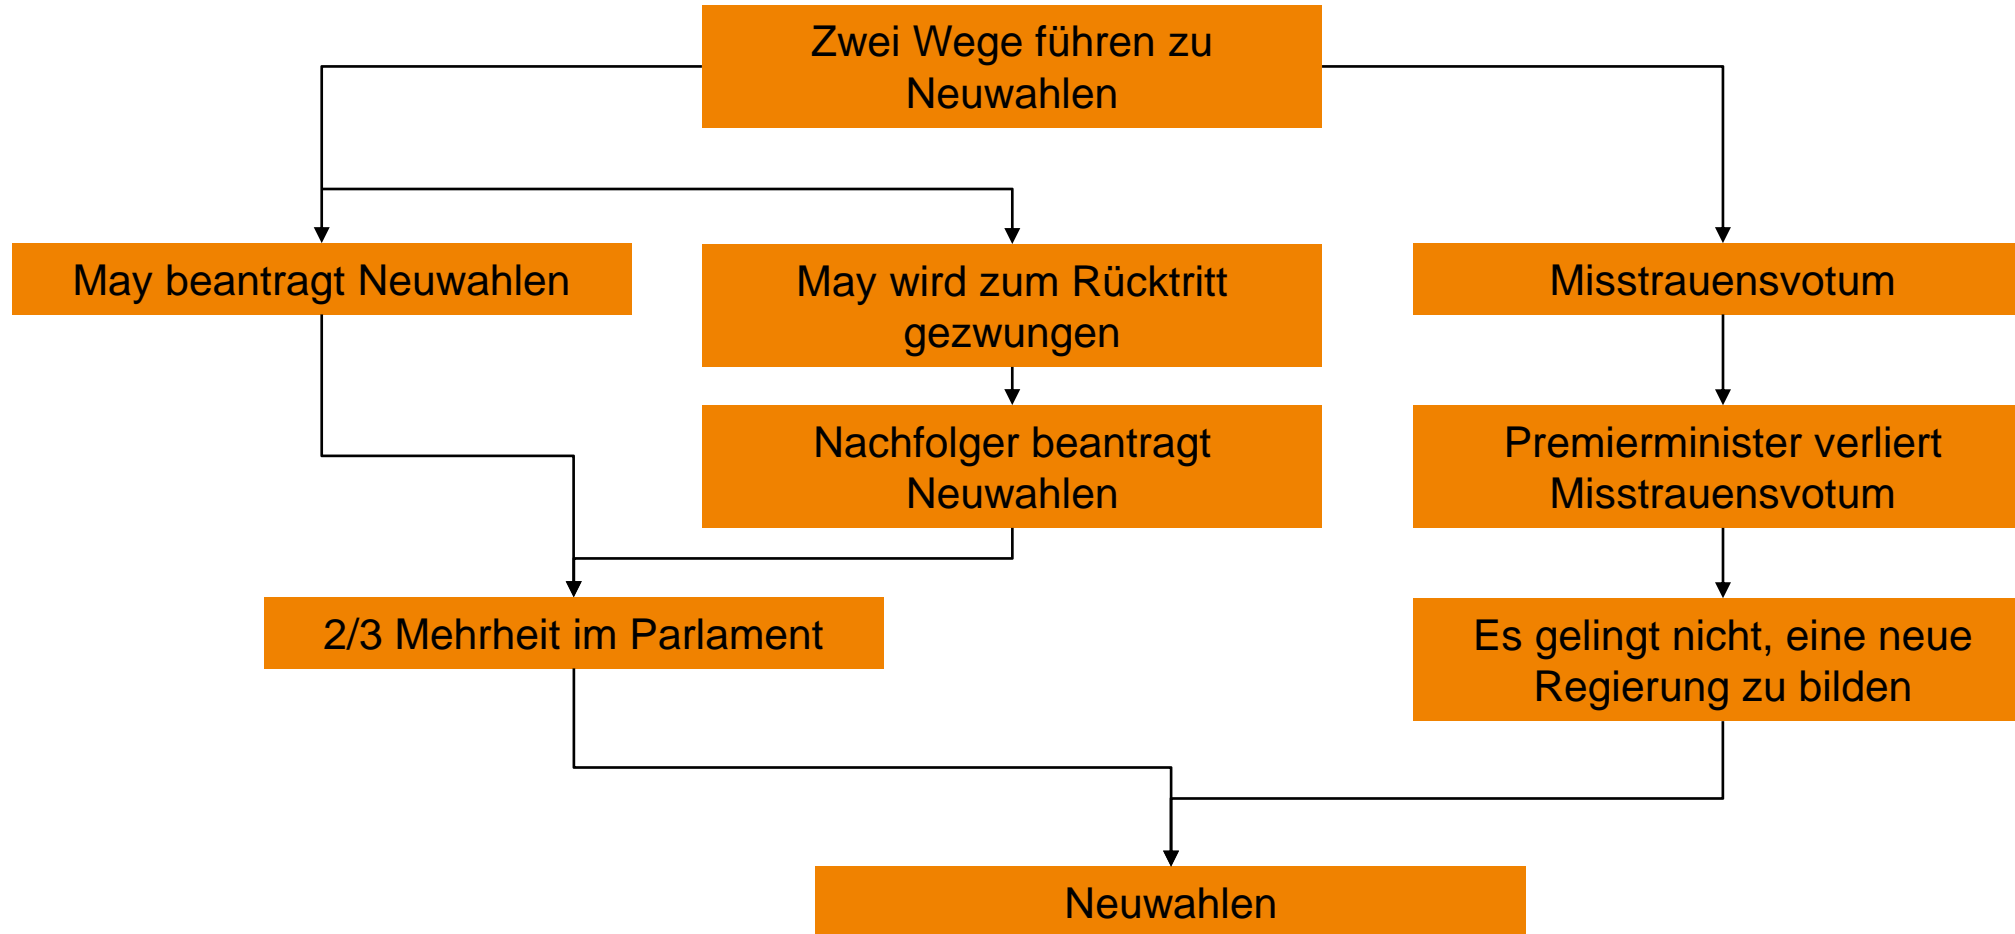 Zwei Wege führen zu
Neuwahlen
May beantragt Neuwahlen
May wird zum Rücktritt
gezwungen
Misstrauensvotum
Nachfolger beantragt
Neuwahlen
Premierminister verliert
Misstrauensvotum
2/3 Mehrheit im Parlament
Es gelingt nicht, eine neue
Regierung zu bilden
Neuwahlen